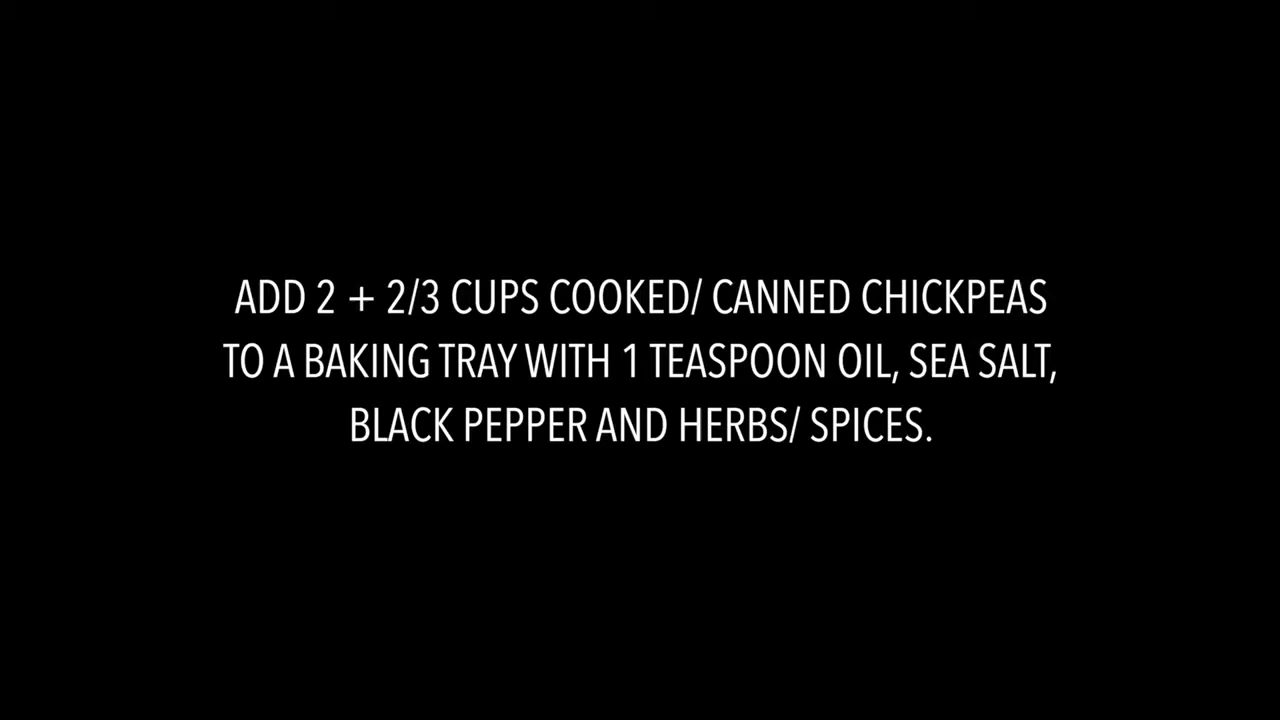 ADD 2 + 2/3 CUPS COOKED/ CANNED CHICKPEAS
TO A BAKING TRAY WITH 1 TEASPOON OIL, SEA SALT,
BLACK PEPPER AND HERBS/ SPICES.